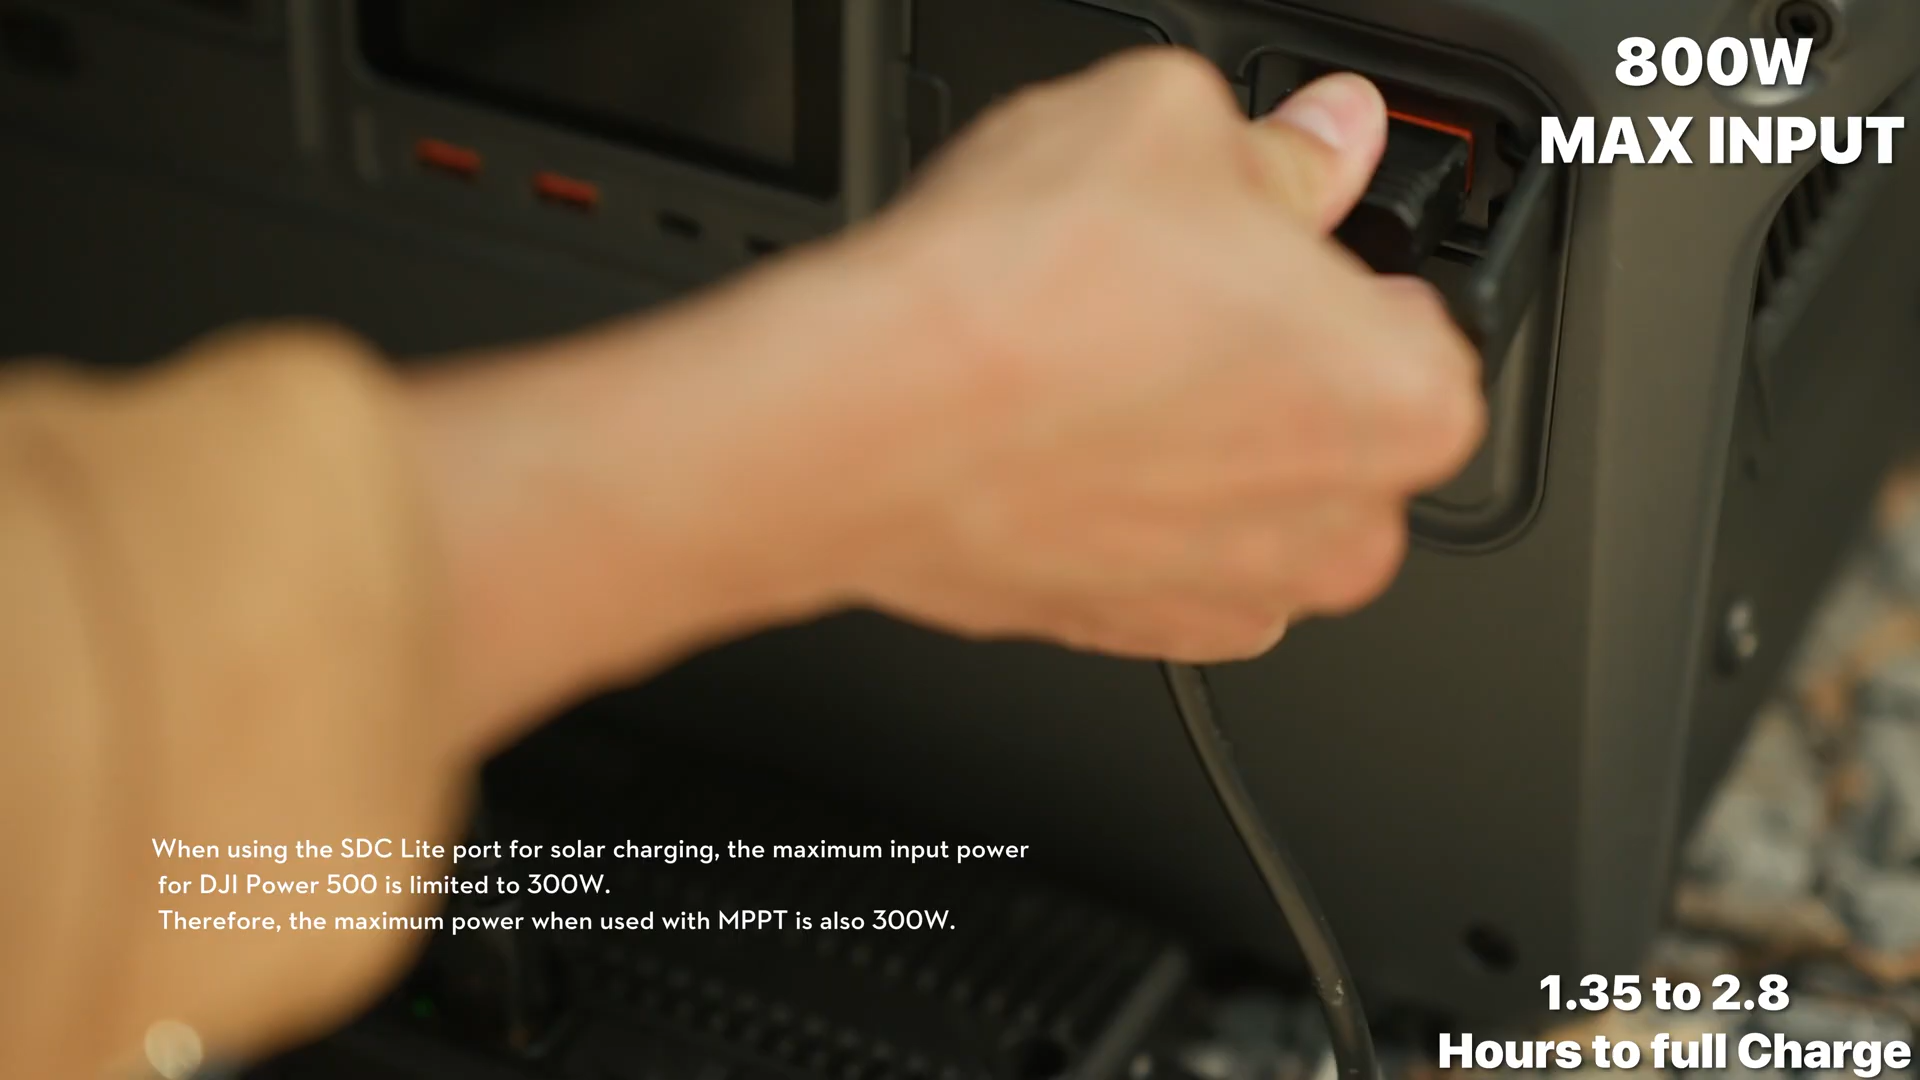 800W
MAX INPUT
When using the SDC Lite port for solar charging, the maximum input power
for DJI Power 500 is limited to 300W.
Therefore, the maximum power when used with MPPT is also 300W.
1.35 to 2.8
Hours to full Charge